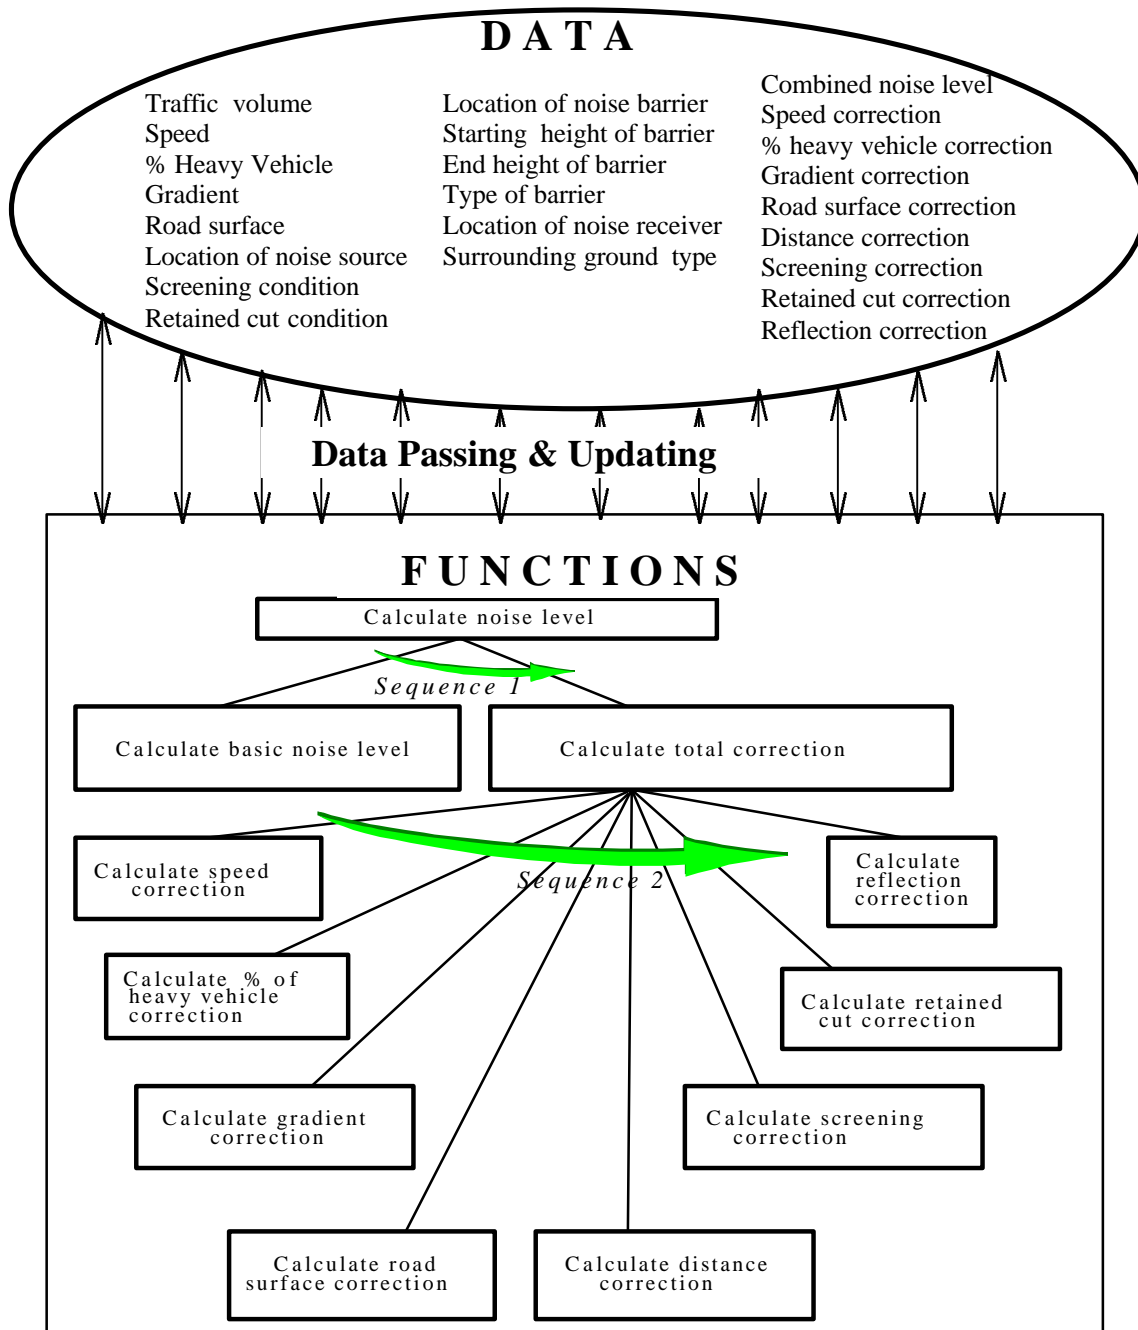 D A T A
Traffic volume
Speed
% Heavy Vehicle
Gradient
Road surface
Location of noise source
Screening condition
Retained cut condition
Location of noise barrier
Starting height of barrier
End height of barrier
Type of barrier
Location of noise receiver
Surrounding ground type
Combined noise level
Speed correction
% heavy vehicle correction
Gradient correction
Road surface correction
Distance correction
Screening correction
Retained cut correction
Reflection correction
Data Passing & Updating
F U N C T I O N S
Calculate noise level
Sequence 1
Calculate basic noise level
Calculate total correction
Sequence 2
Calculate speed
correction
Calculate
reflection
correction
Calculate % of
heavy vehicle
correction
Calculate retained
cut correction
Calculate gradient
correction
Calculate screening
correction
Calculate road
surface correction
Calculate distance
correction